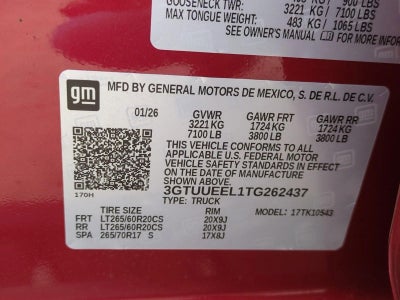 GOOSENECK TWR: 3221 KG / 7100 LBS
MAX TONGUE WEIGHT: 483 KG / 1065 LBS
SEE OWNER'S MANUAL FOR
gm
MFD BY GENERAL MOTORS DE MEXICO, S. DE R.L. DE C.V.
01/26 GVWR GAWR FRT GAWR RR
3221 KG 1724 KG 1724 KG
7100 LB 3800 LB 3800 LB
THIS VEHICLE CONFORMS TO ALL
APPLICABLE U.S. FEDERAL MOTOR
VEHICLE SAFETY STANDARDS IN EFFECT ON
THE DATE OF MANUFACTURE SHOWN ABOVE.
3GTUUEEL1TG262437
170H
TYPE: TRUCK
TIRE SIZE RIM MODEL: 17TK10543
FRT LT265/60R20CS 20X9J
RR LT265/60R20CS 20X9J
SPA 265/70R17 S 17X8J